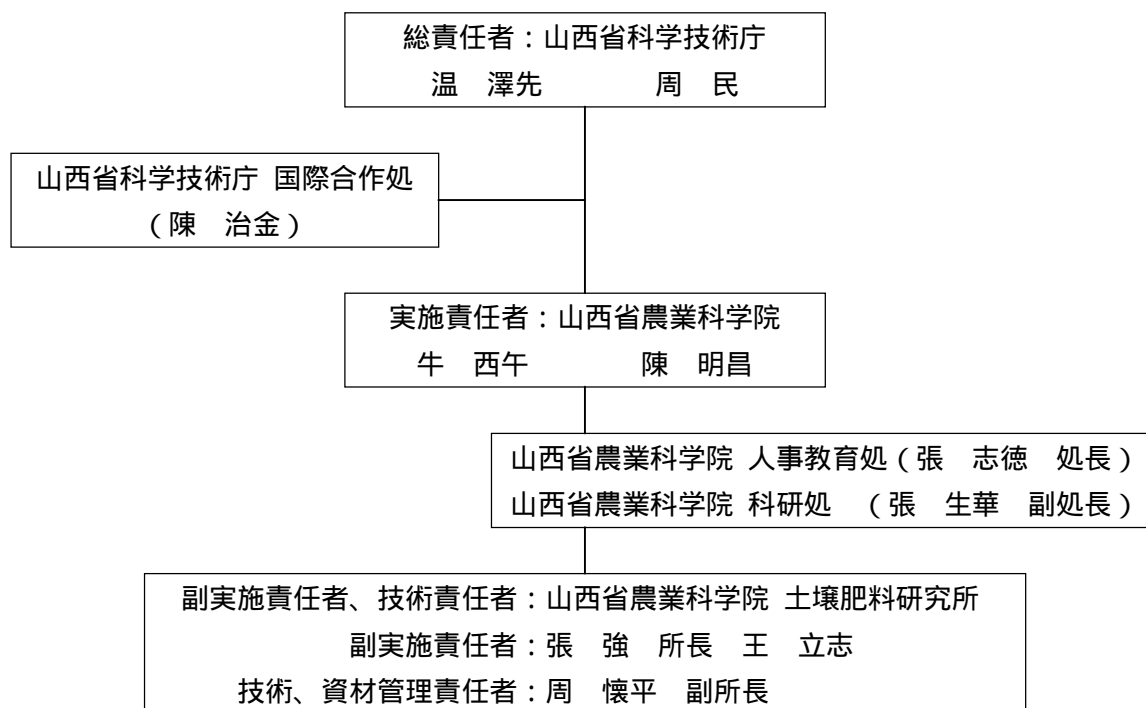 総責任者：山西省科学技術庁
温　澤先　　　　周　民
山西省科学技術庁 国際合作処
（陳　治金）
実施責任者：山西省農業科学院
牛　西午　　　　陳　明昌
山西省農業科学院 人事教育処（張　志徳　処長）
山西省農業科学院 科研処　（張　生華　副処長）
副実施責任者、技術責任者：山西省農業科学院 土壌肥料研究所
副実施責任者：張　強　所長　王　立志
技術、資材管理責任者：周　懐平　副所長